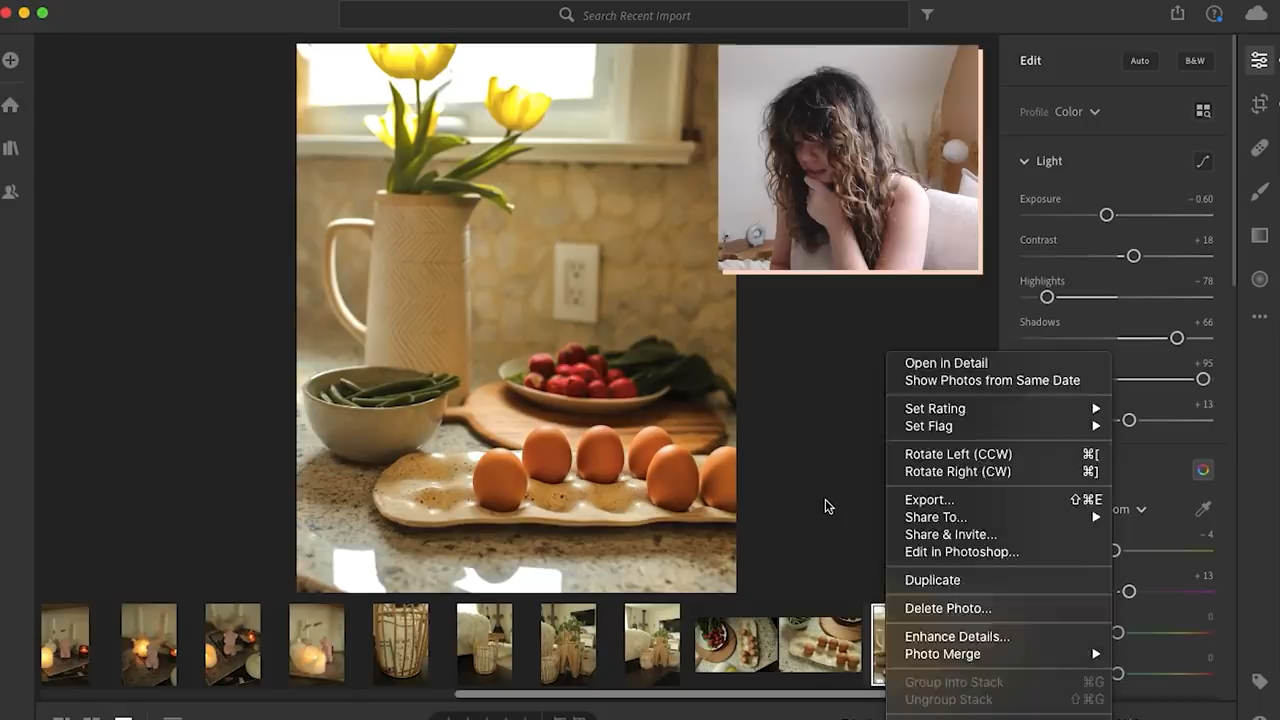 Search Recent Import
Edit
Auto
B&W
Profile Color
Light
Exposure
- 0.60
Contrast
+ 18
Highlights
- 78
Shadows
+ 66
+ 95
+ 13
om
- 4
+ 13
0
0
Open in Detail
Show Photos from Same Date
Set Rating
Set Flag
Rotate Left (CCW) ⌘[
Rotate Right (CW) ⌘]
Export... ⇧⌘E
Share To...
Share & Invite...
Edit in Photoshop...
Duplicate
Delete Photo...
Enhance Details...
Photo Merge
Group Into Stack ⌘G
Ungroup Stack ⇧⌘G